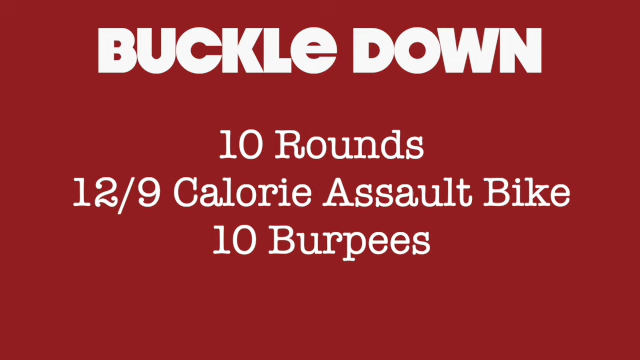 BUCKLE DOWN
10 Rounds
12/9 Calorie Assault Bike
10 Burpees